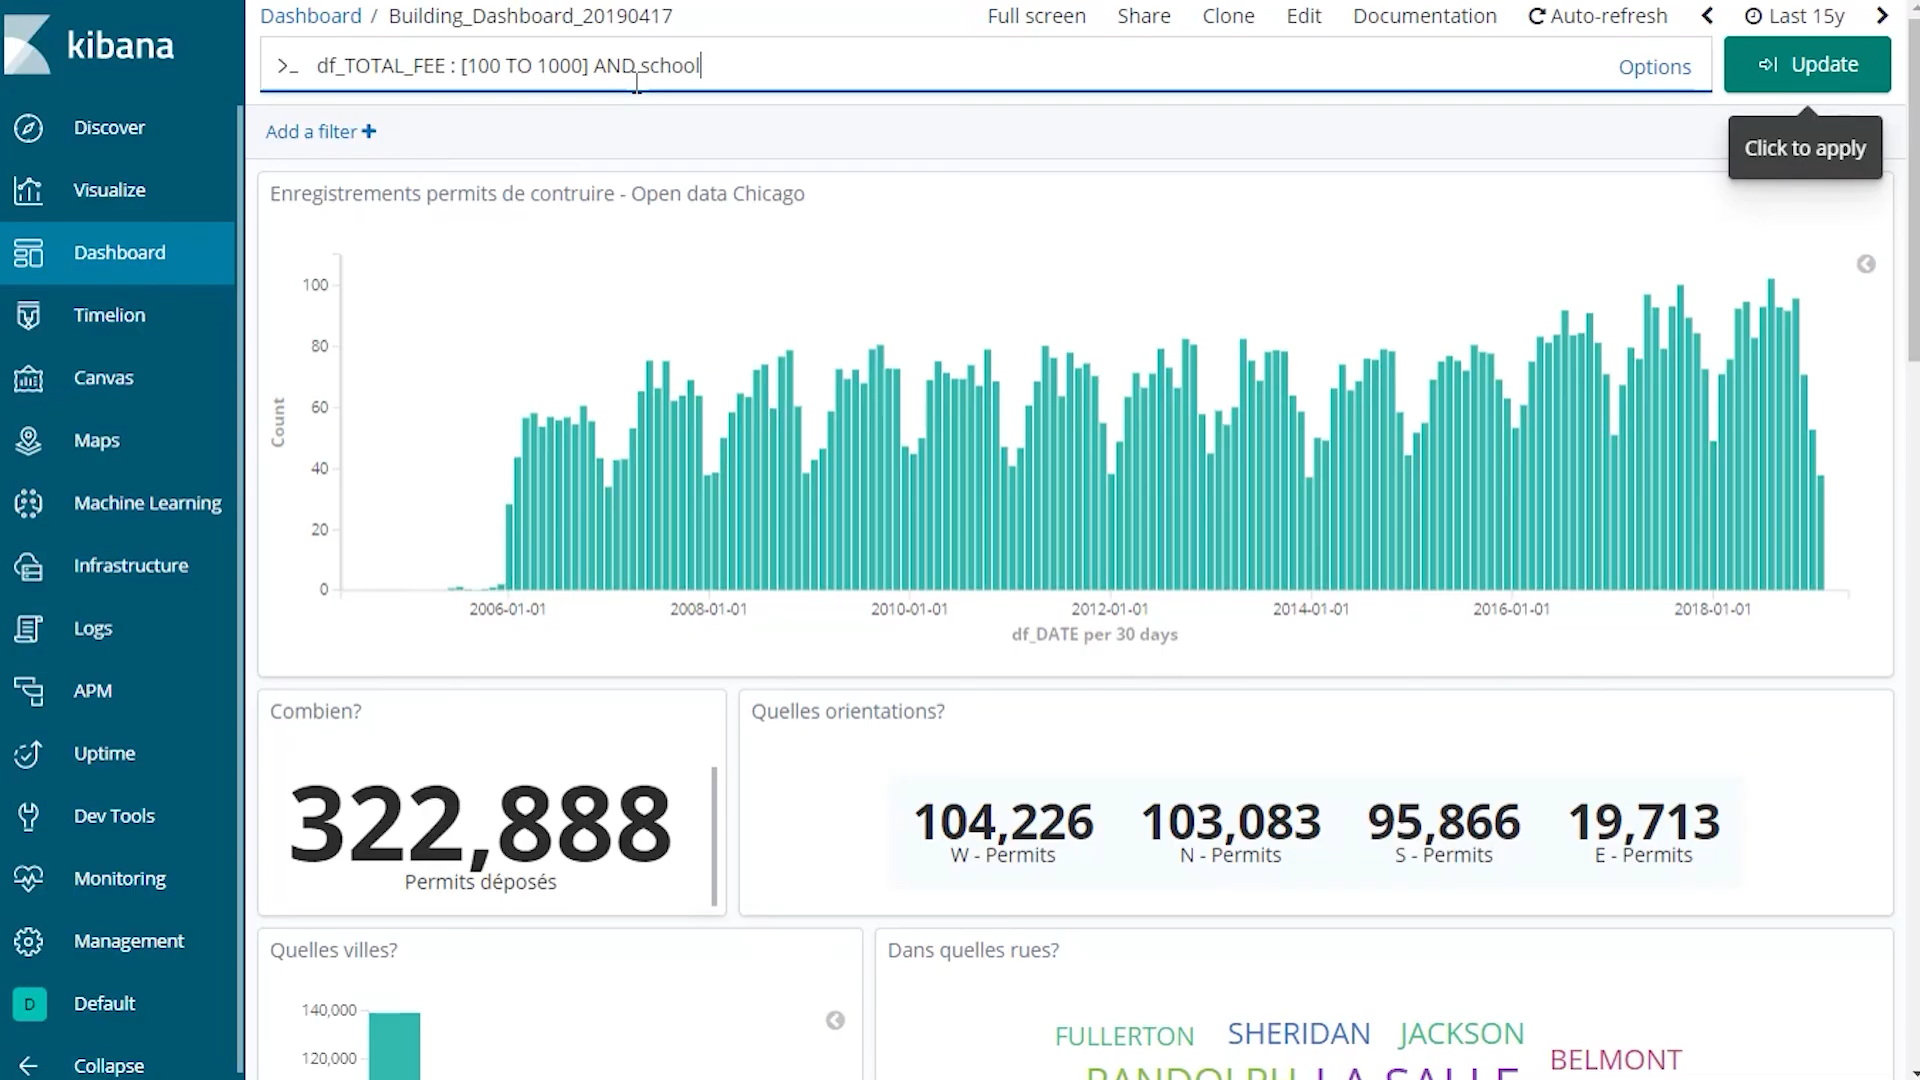 kibana
Discover
Visualize
Dashboard
Timelion
Canvas
Maps
Machine Learning
Infrastructure
Logs
APM
Uptime
Dev Tools
Monitoring
Management
D Default
Collapse
Dashboard / Building_Dashboard_20190417
Full screen Share Clone Edit Documentation Auto-refresh Last 15y
>_ df_TOTAL_FEE : [100 TO 1000] AND school
Options
Update
Click to apply
Add a filter +
Enregistrements permits de contruire - Open data Chicago
100
80
60
40
20
0
Count
2006-01-01 2008-01-01 2010-01-01 2012-01-01 2014-01-01 2016-01-01 2018-01-01
df_DATE per 30 days
Combien?
322,888
Permits déposés
Quelles orientations?
104,226 103,083 95,866 19,713
W - Permits N - Permits S - Permits E - Permits
Quelles villes?
140,000
120,000
Dans quelles rues?
FULLERTON SHERIDAN JACKSON
BELMONT
RANDOLPH LA SALLE